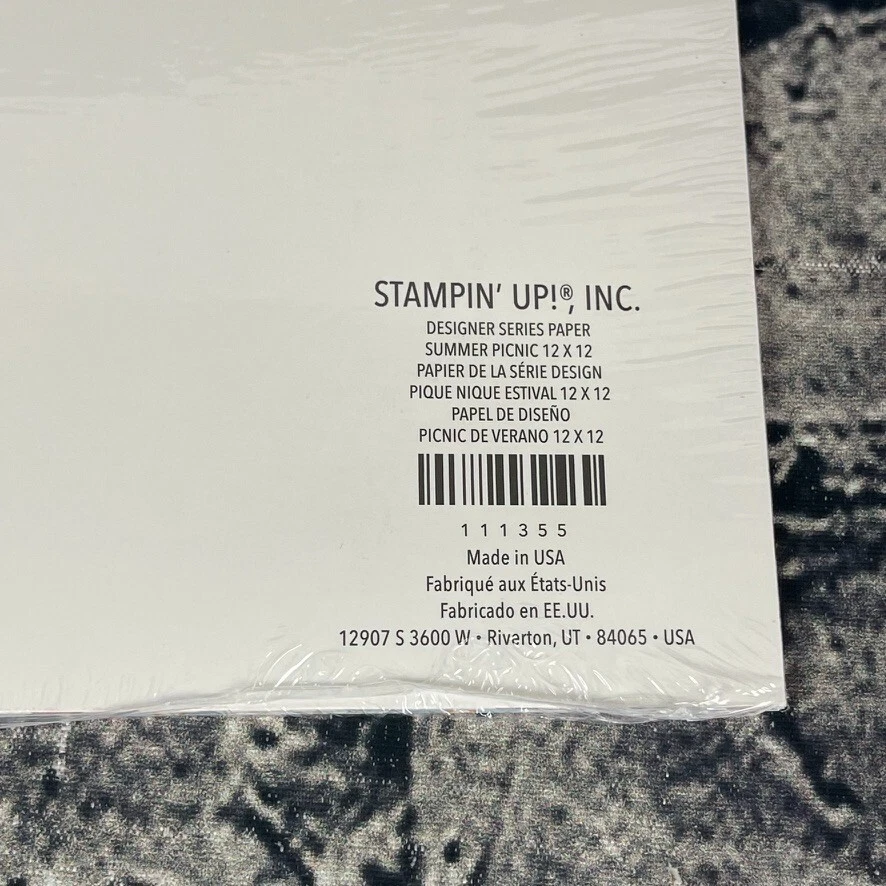 STAMPIN' UP!®, INC.
DESIGNER SERIES PAPER
SUMMER PICNIC 12 X 12
PAPIER DE LA SÉRIE DESIGN
PIQUE NIQUE ESTIVAL 12 X 12
PAPEL DE DISEÑO
PICNIC DE VERANO 12 X 12
111355
Made in USA
Fabriqué aux États-Unis
Fabricado en EE.UU.
12907 S 3600 W • Riverton, UT • 84065 • USA